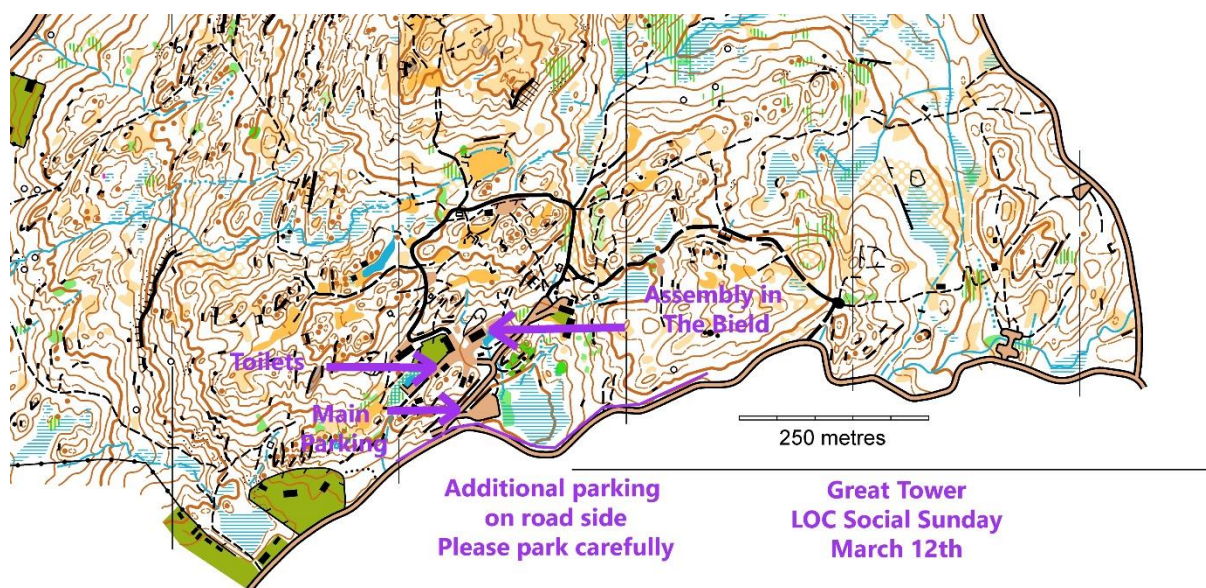 Assembly in
The Bield
Toilets
Main
Parking
250 metres
Additional parking
on road side
Please park carefully
Great Tower
LOC Social Sunday
March 12th